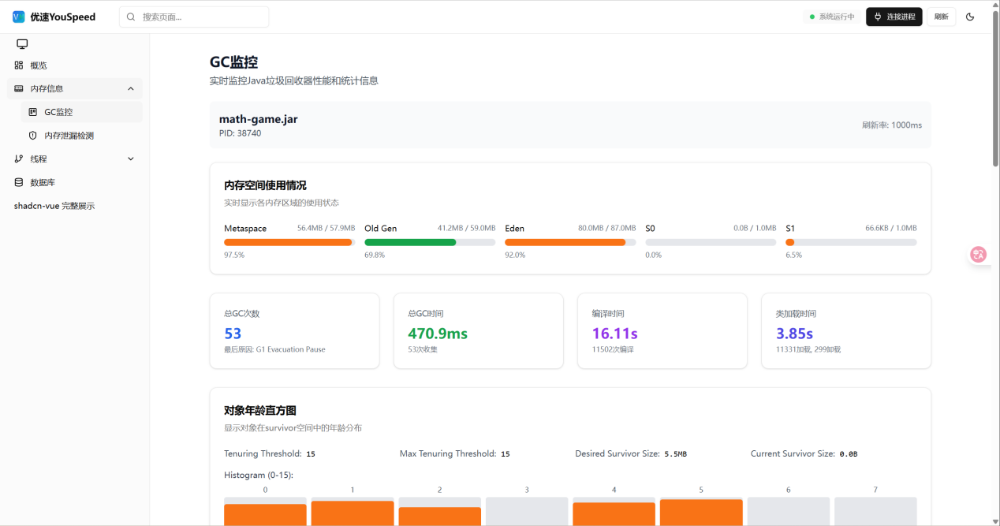 优速YouSpeed
搜索页面...
系统运行中
连接进程
刷新
概览
内存信息
GC监控
内存泄漏检测
线程
数据库
shadcn-vue 完整展示
GC监控
实时监控Java垃圾回收器性能和统计信息
math-game.jar
PID: 38740
刷新率: 1000ms
内存空间使用情况
实时显示各内存区域的使用状态
Metaspace 56.4MB / 57.9MB
97.5%
Old Gen 41.2MB / 59.0MB
69.8%
Eden 80.0MB / 87.0MB
92.0%
S0 0.0B / 1.0MB
0.0%
S1 66.6KB / 1.0MB
6.5%
总GC次数
53
最后原因: G1 Evacuation Pause
总GC时间
470.9ms
53次收集
编译时间
16.11s
11502次编译
类加载时间
3.85s
11331加载, 299卸载
对象年龄直方图
显示对象在survivor空间中的年龄分布
Tenuring Threshold: 15
Max Tenuring Threshold: 15
Desired Survivor Size: 5.5MB
Current Survivor Size: 0.0B
Histogram (0-15):
0 1 2 3 4 5 6 7